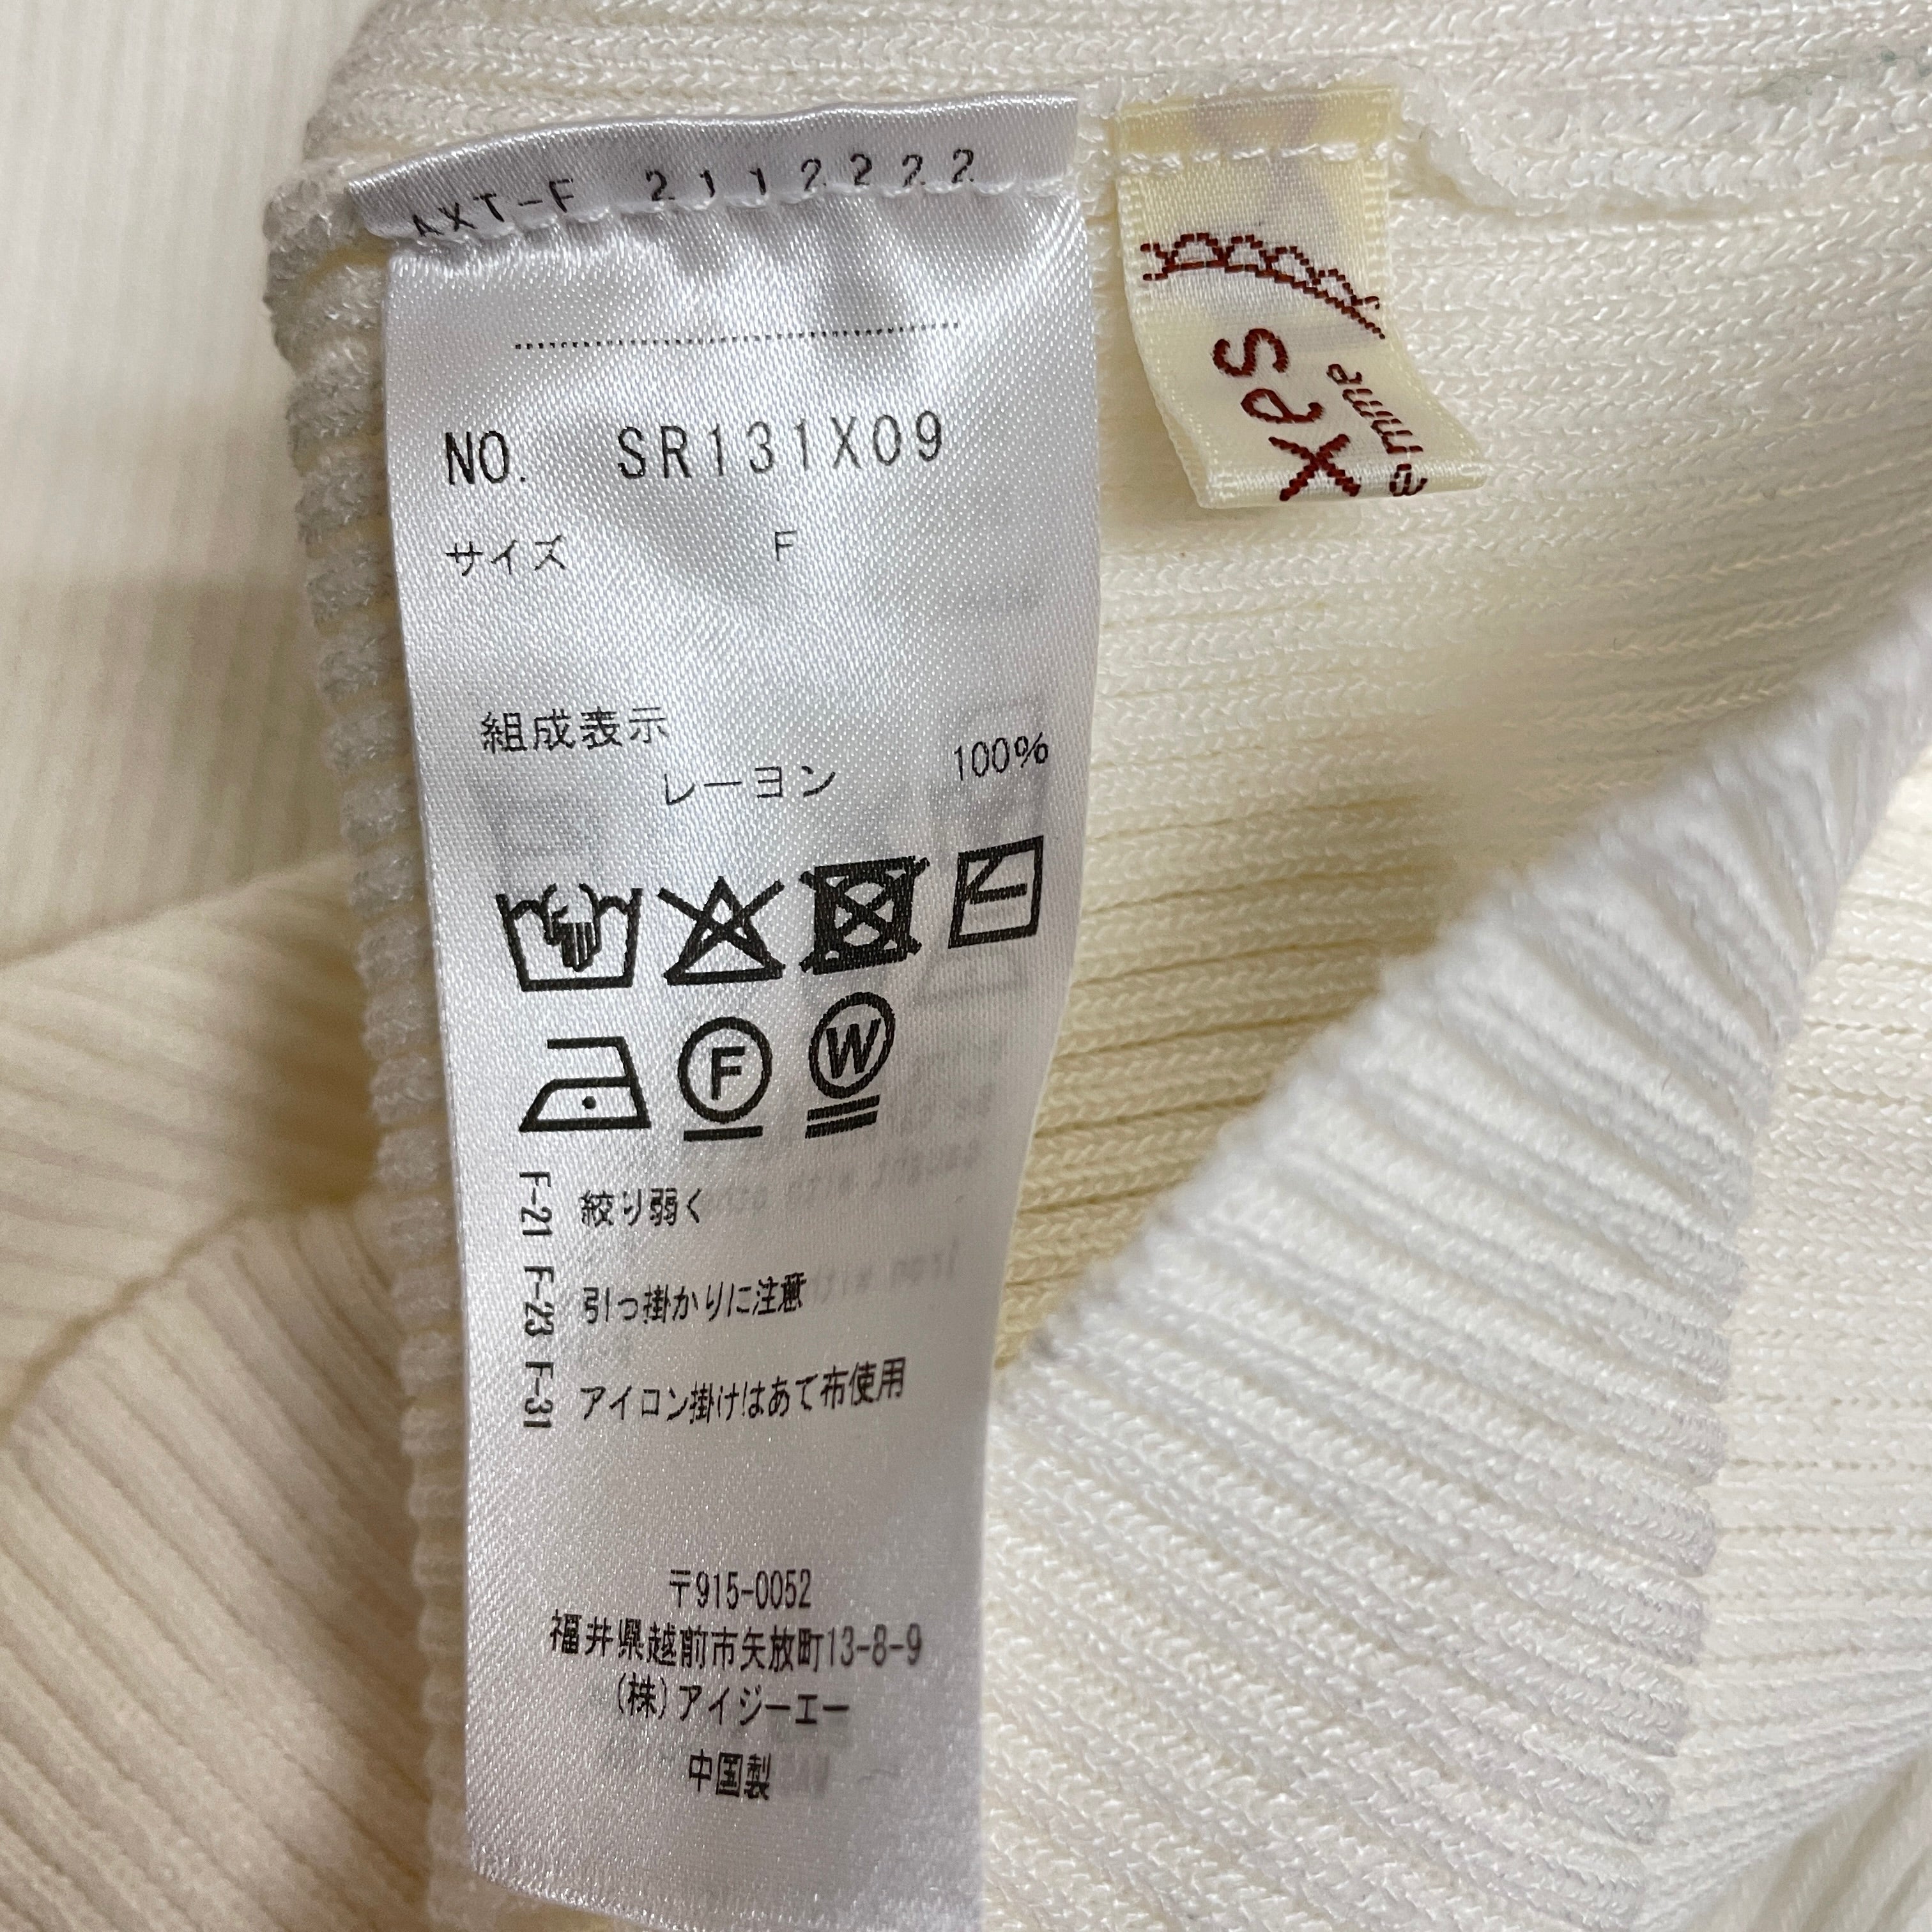 AXT-F 2112222
NO. SR131X09
サイズ F
組成表示
レーヨン 100%
F
W
F-21 絞り弱く
F-23 引っ掛かりに注意
F-31 アイロン掛けはあて布使用
〒915-0052
福井県越前市矢放町13-8-9
(株)アイジーエー
中国製